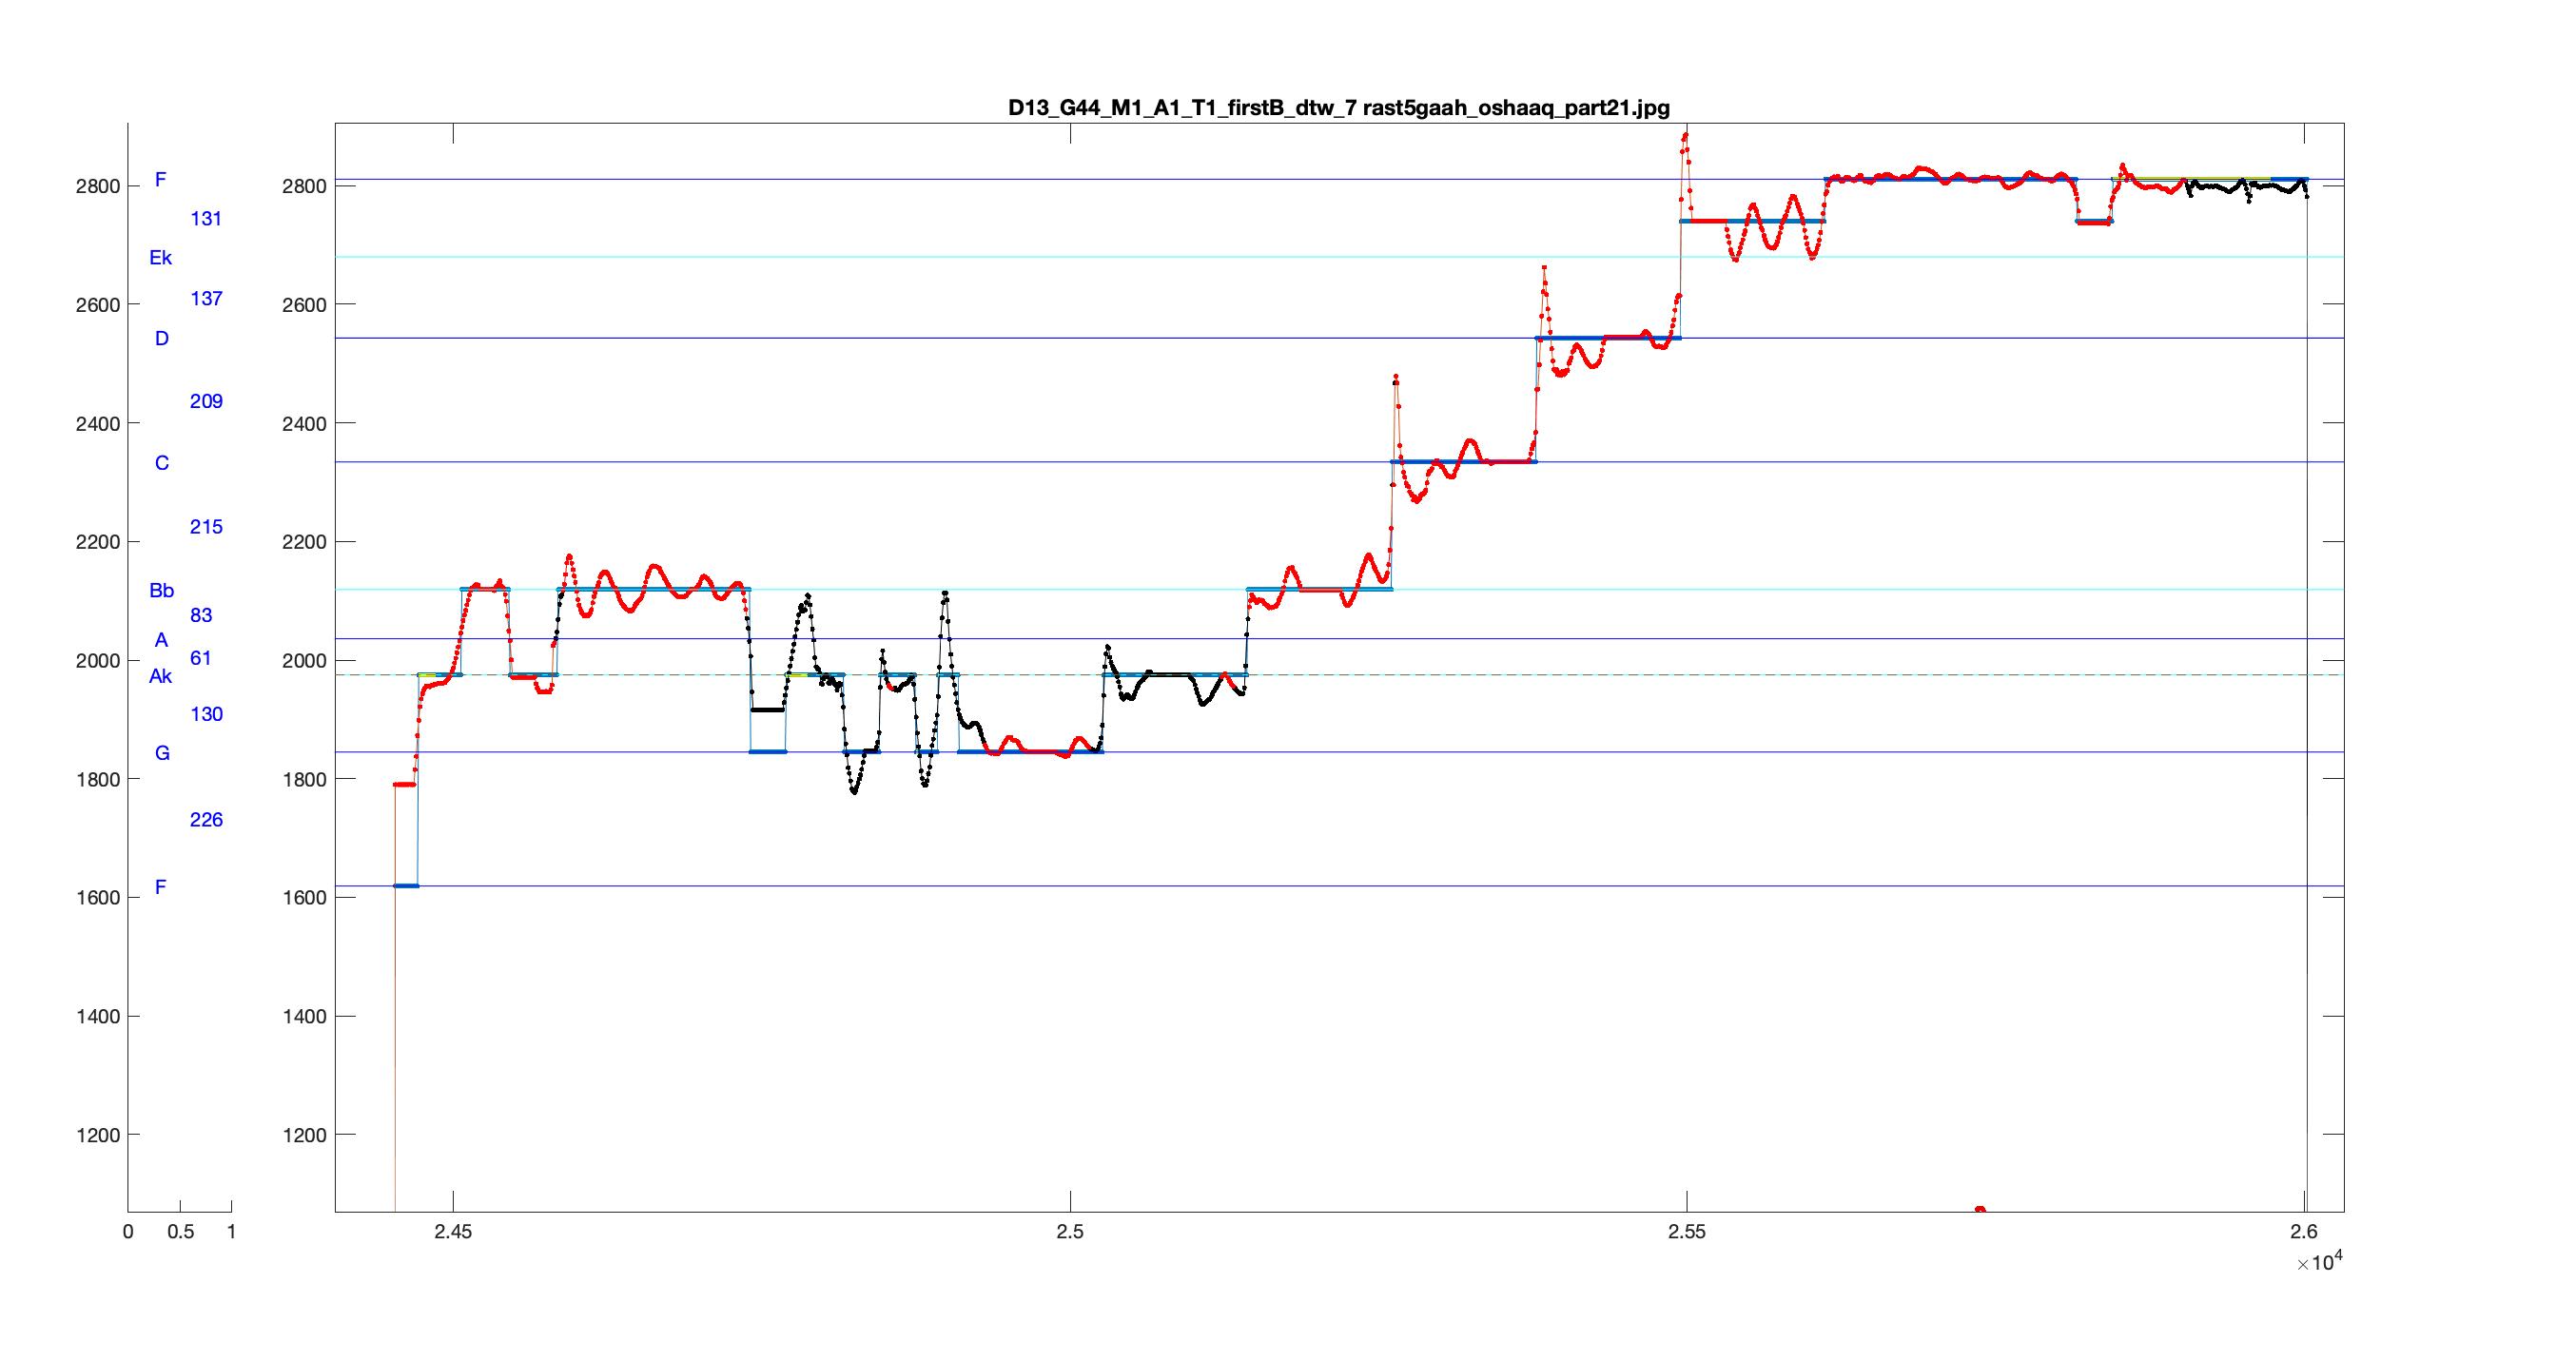 D13_G44_M1_A1_T1_firstB_dtw_7 rast5gaah_oshaaq_part21.jpg
2800 F 2800
131
Ek
137
2600 2600
D
209
2400 2400
C
215
2200 2200
Bb
83
A
61
2000 2000
Ak
130
G
1800 1800
226
F
1600 1600
1400 1400
1200 1200
0 0.5 1 2.45 2.5 2.55 2.6
×10⁴